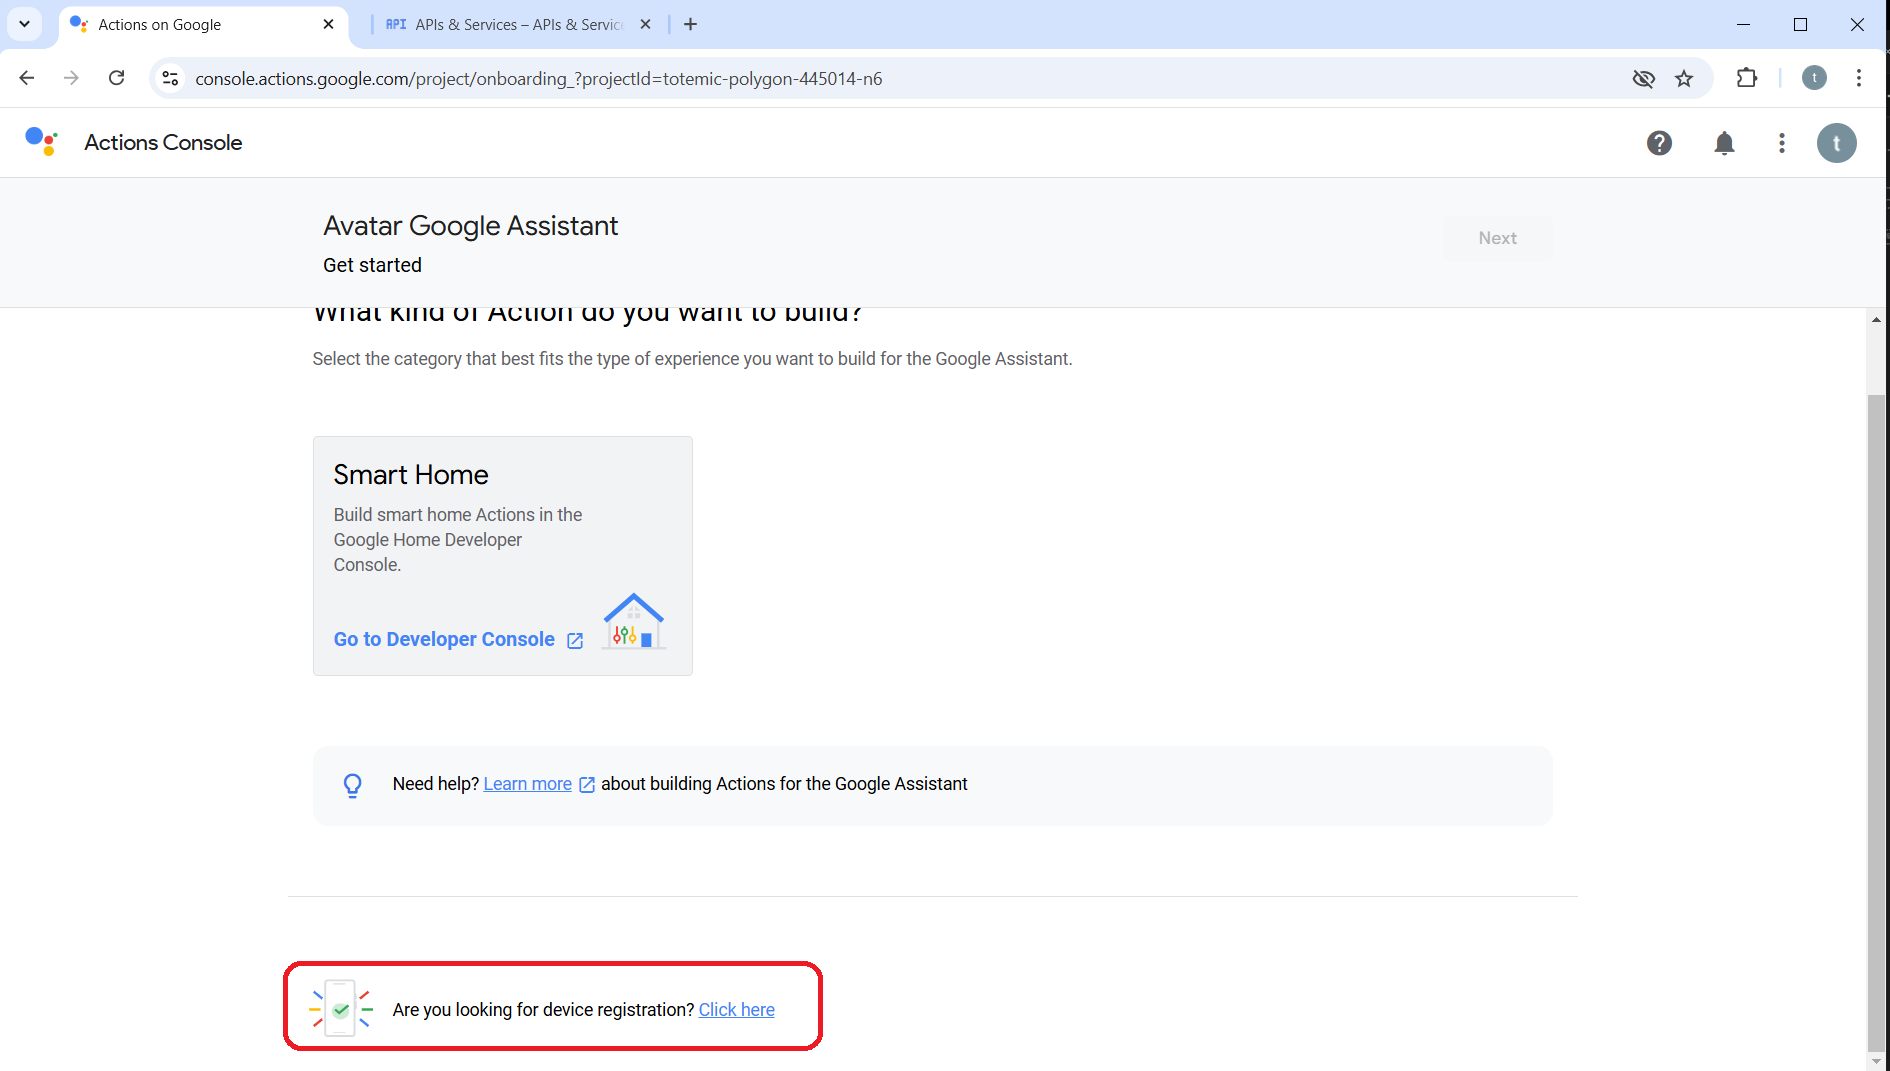 Actions on Google
API APIs & Services – APIs & Service
console.actions.google.com/project/onboarding_?projectId=totemic-polygon-445014-n6
t
Actions Console
t
Avatar Google Assistant
Next
Get started
What kind of Action do you want to build?
Select the category that best fits the type of experience you want to build for the Google Assistant.
Smart Home
Build smart home Actions in the
Google Home Developer
Console.
Go to Developer Console
Need help? Learn more about building Actions for the Google Assistant
Are you looking for device registration? Click here